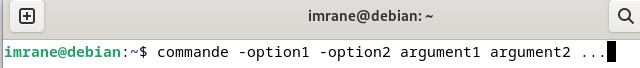 imrane@debian: ~
imrane@debian:~$ commande -option1 -option2 argument1 argument2 ...